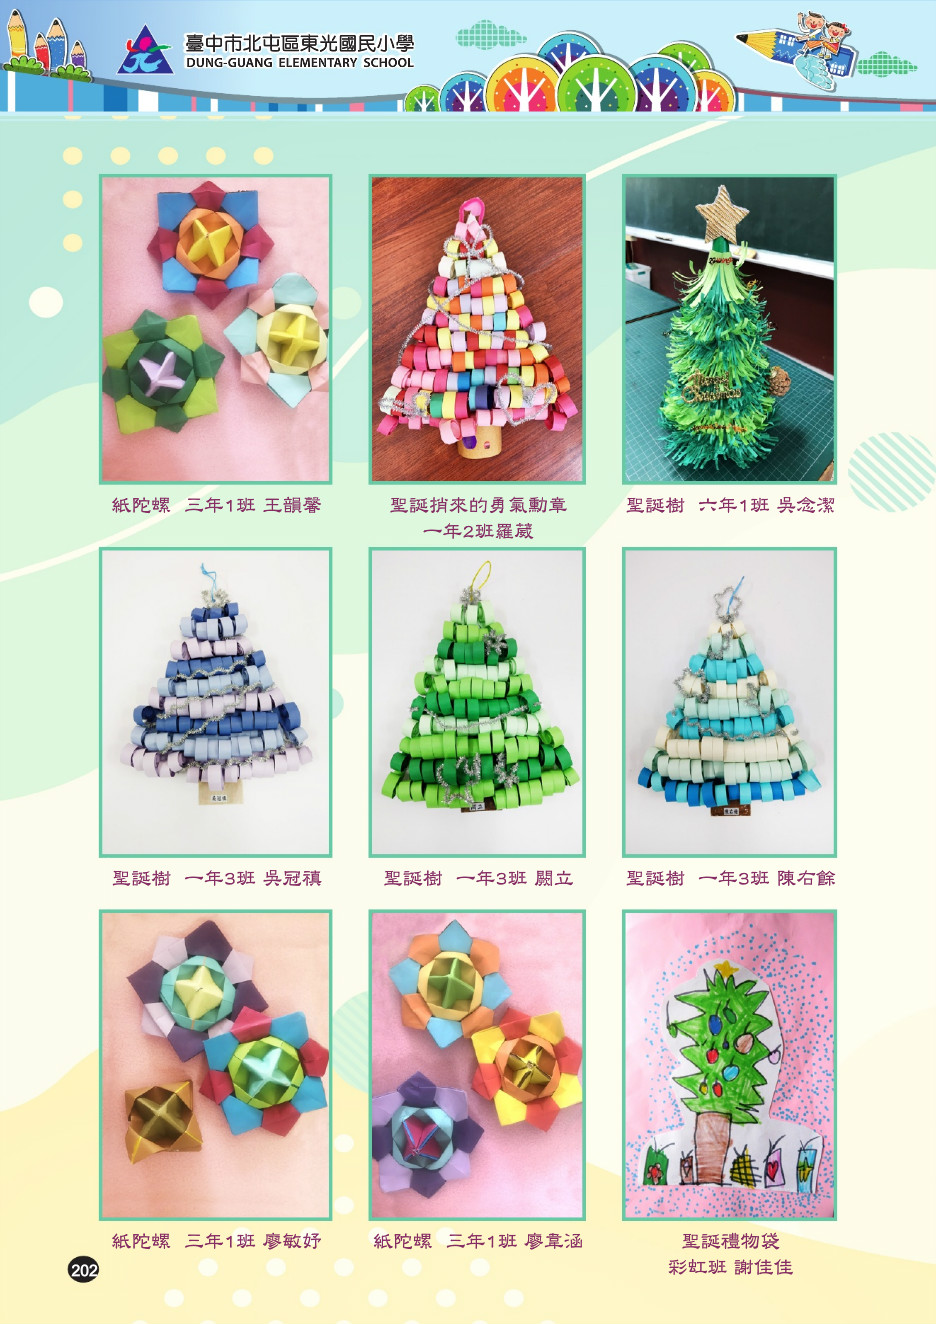 臺中市北屯區東光國民小學
DUNG-GUANG ELEMENTARY SCHOOL
紙陀螺 三年1班 王韻馨
聖誕捎來的勇氣勳章
一年2班羅葳
聖誕樹 六年1班 吳念潔
聖誕樹 一年3班 吳冠禛
聖誕樹 一年3班 闕立
聖誕樹 一年3班 陳右餘
紙陀螺 三年1班 廖敏妤
紙陀螺 三年1班 廖韋涵
聖誕禮物袋
彩虹班 謝佳佳
202